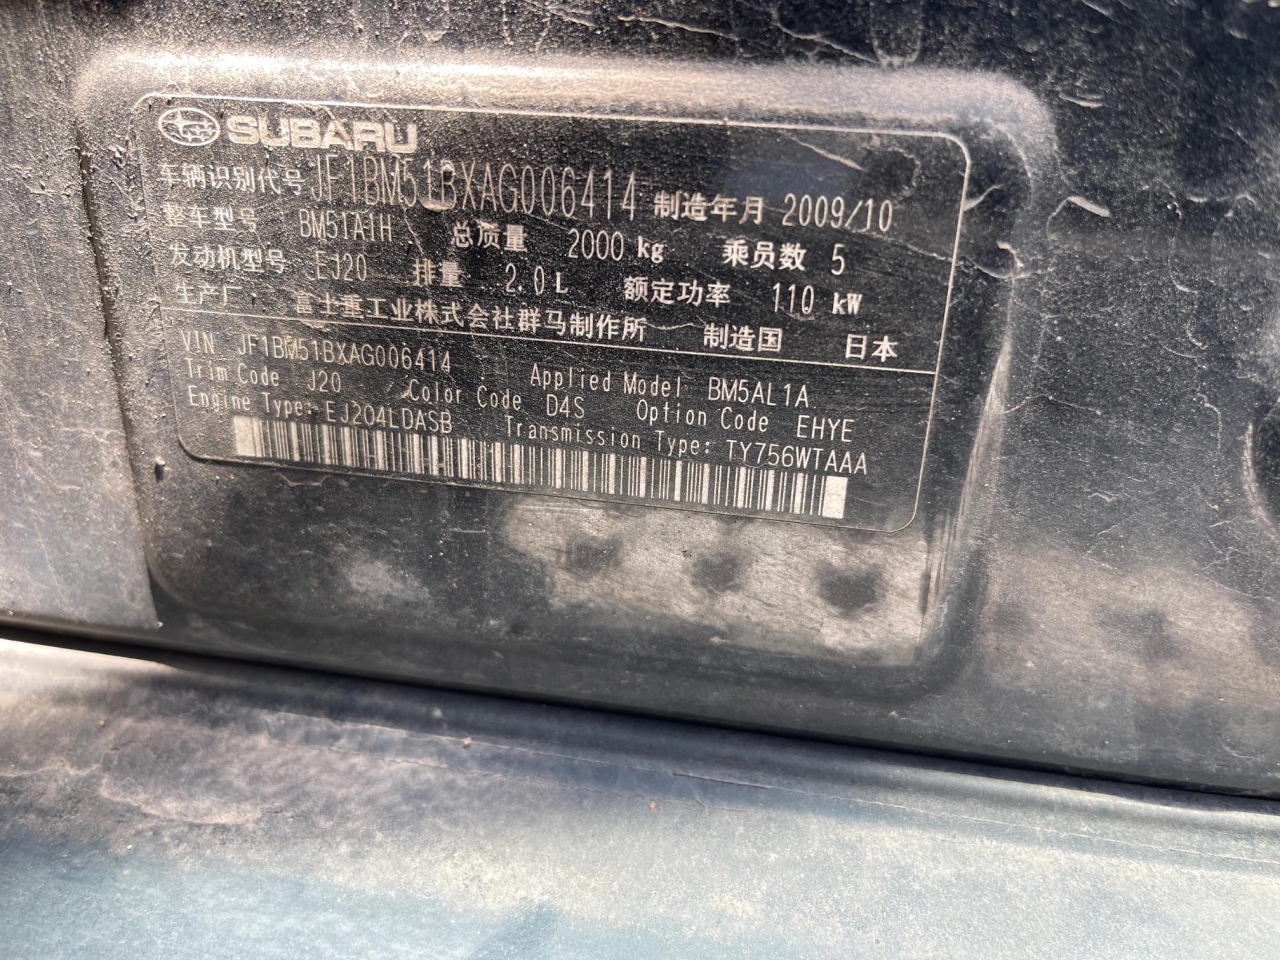 SUBARU
车辆识别代号 JF1BM51BXAG006414 制造年月 2009/10
整车型号 BM51A1H 总质量 2000 kg 乘员数 5
发动机型号 EJ20 排量 2.0 L 额定功率 110 kW
生产厂: 富士重工业株式会社群马制作所 制造国 日本
VIN JF1BM51BXAG006414 Applied Model BM5AL1A
Trim Code J20 Color Code D4S Option Code EHYE
Engine Type: EJ204LDASB Transmission Type: TY756WTAAA